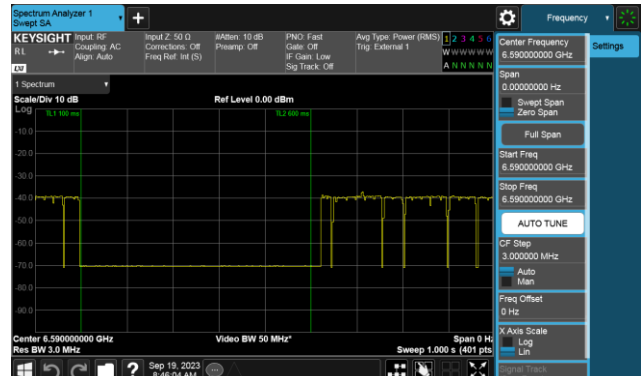 Spectrum Analyzer 1
Swept SA
+
Frequency
KEYSIGHT
RL
LXI
Input: RF
Coupling: AC
Align: Auto
Input Z: 50 Ω
Corrections: Off
Freq Ref: Int (S)
#Atten: 10 dB
Preamp: Off
PNO: Fast
Gate: Off
IF Gain: Low
Sig Track: Off
Avg Type: Power (RMS)
Trig: External 1
1 2 3 4 5 6
W W W W W W
A N N N N N
1 Spectrum
Scale/Div 10 dB
Ref Level 0.00 dBm
Log
TL1 100 ms
TL2 600 ms
-10.0
-20.0
-30.0
-40.0
-50.0
-60.0
-70.0
-80.0
-90.0
Center 6.590000000 GHz
Video BW 50 MHz*
Span 0 Hz
Res BW 3.0 MHz
Sweep 1.000 s (401 pts)
Sep 19, 2023
8:46:04 AM
?
Center Frequency
6.590000000 GHz
Settings
Span
0.00000000 Hz
Swept Span
Zero Span
Full Span
Start Freq
6.590000000 GHz
Stop Freq
6.590000000 GHz
AUTO TUNE
CF Step
3.000000 MHz
Auto
Man
Freq Offset
0 Hz
X Axis Scale
Log
Lin
Signal Track